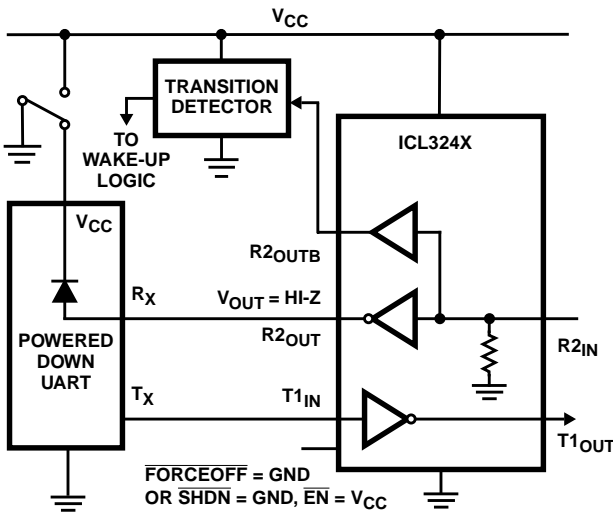 VCC
TRANSITION
DETECTOR
TO
WAKE-UP
LOGIC
ICL324X
VCC
R2OUTB
RX
VOUT = HI-Z
POWERED
DOWN
UART
R2OUT
R2IN
TX
T1IN
T1OUT
FORCEOFF = GND
OR SHDN = GND, EN = VCC